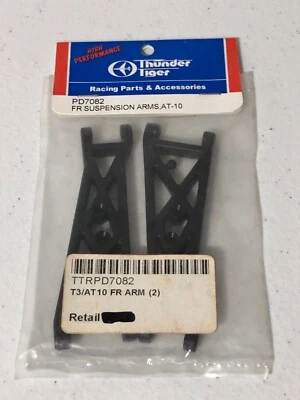 HIGH
PERFORMANCE
Thunder
Tiger
Racing Parts & Accessories
PD7082
FR SUSPENSION ARMS,AT-10
TTRPD7082
T3/AT10 FR ARM (2)
Retail